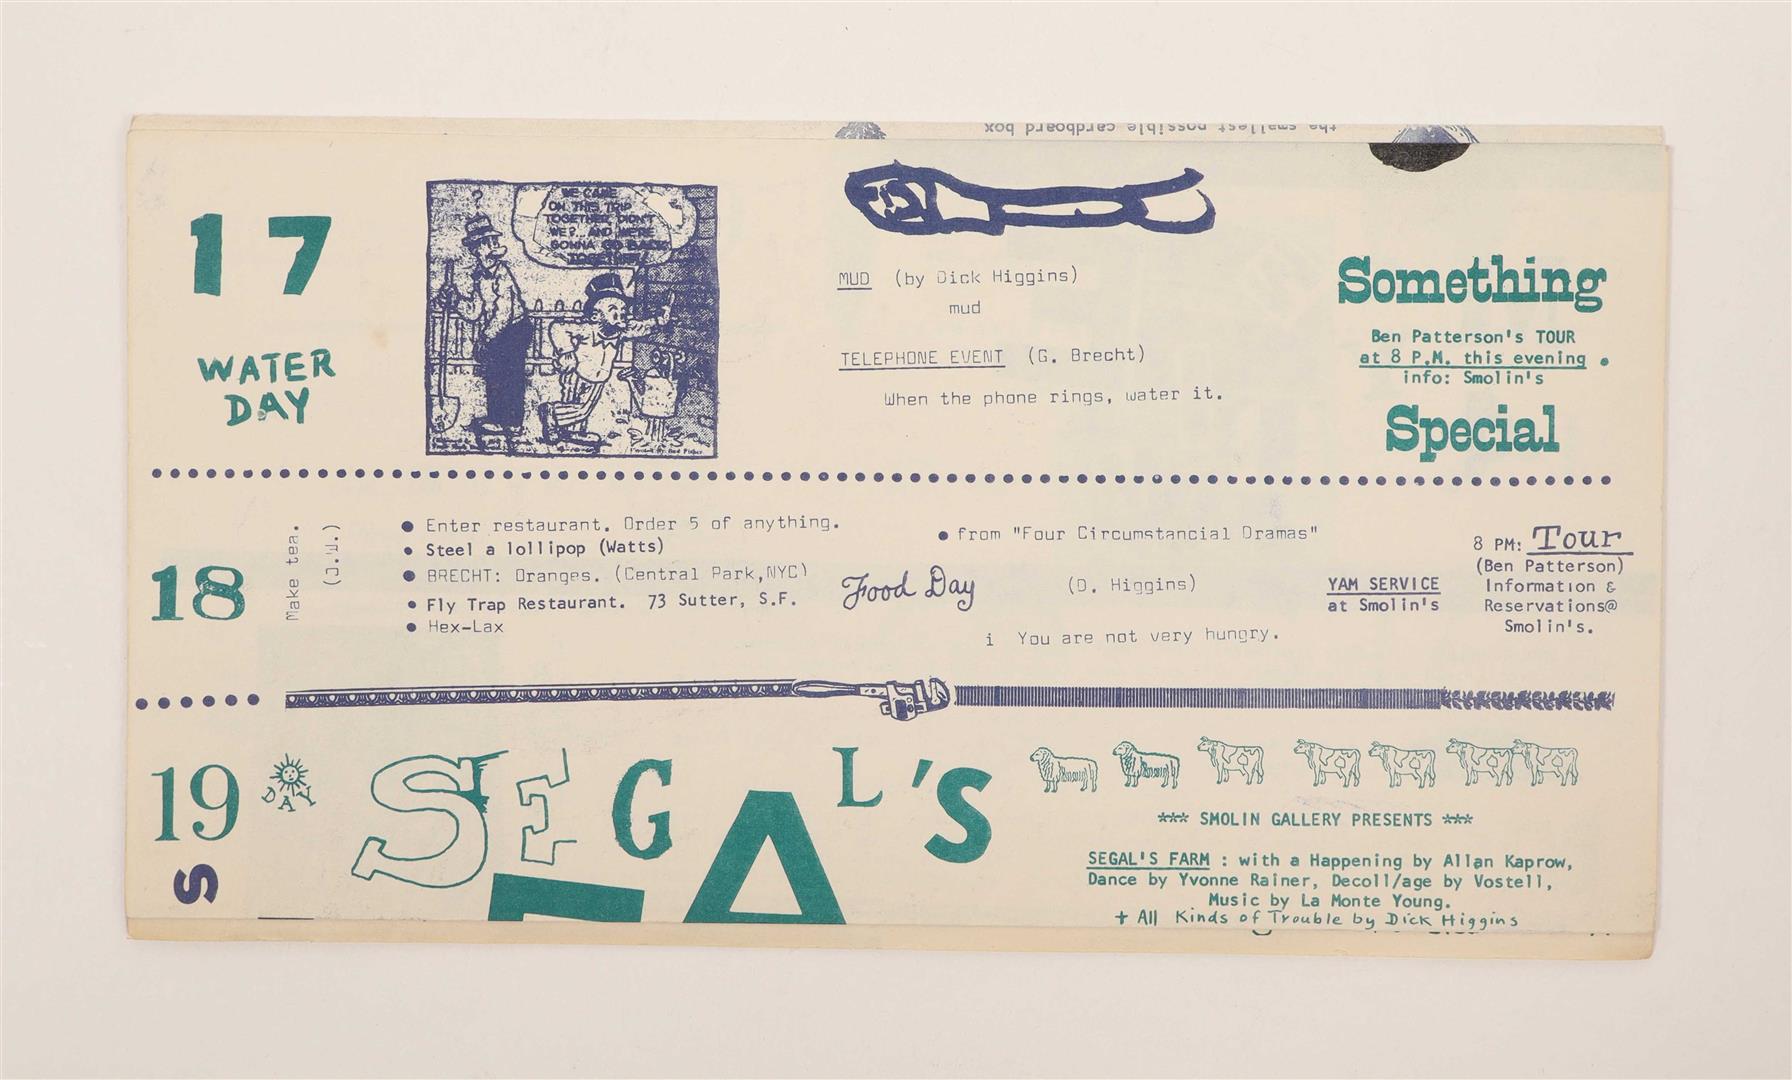 the smallest possible cardboard box
17
WATER
DAY
?
WE CAME
ON THIS TRIP
TOGETHER, DIDN'T
WE?..AND WE'RE
GONNA GO BACK
TOGETHER!
MUD (by Dick Higgins)
mud
TELEPHONE EVENT (G. Brecht)
When the phone rings, water it.
Something
Ben Patterson's TOUR
at 8 P.M. this evening .
info: Smolin's
Special
18
Make tea.
(J.W.)
• Enter restaurant. Order 5 of anything.
• Steel a lollipop (Watts)
• BRECHT: Oranges. (Central Park,NYC)
• Fly Trap Restaurant. 73 Sutter, S.F.
• Hex-Lax
Food Day
• from "Four Circumstancial Dramas"
(D. Higgins)
i You are not very hungry.
YAM SERVICE
at Smolin's
8 PM: Tour
(Ben Patterson)
Information &
Reservations@
Smolin's.
19
DAY
S
SEGAL'S
*** SMOLIN GALLERY PRESENTS ***
SEGAL'S FARM : with a Happening by Allan Kaprow,
Dance by Yvonne Rainer, Decoll/age by Vostell,
Music by La Monte Young.
+ All Kinds of Trouble by Dick Higgins